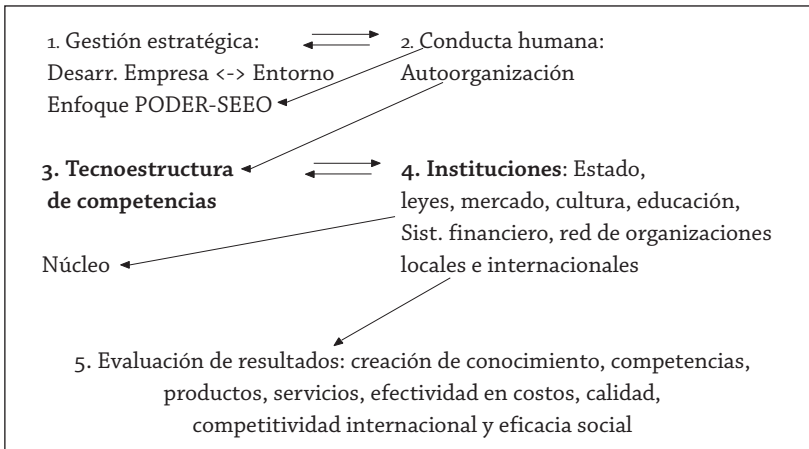 1. Gestión estratégica:
Desarr. Empresa <-> Entorno
Enfoque PODER-SEEO
2. Conducta humana:
Autoorganización
3. Tecnoestructura
de competencias
Núcleo
4. Instituciones: Estado,
leyes, mercado, cultura, educación,
Sist. financiero, red de organizaciones
locales e internacionales
5. Evaluación de resultados: creación de conocimiento, competencias,
productos, servicios, efectividad en costos, calidad,
competitividad internacional y eficacia social